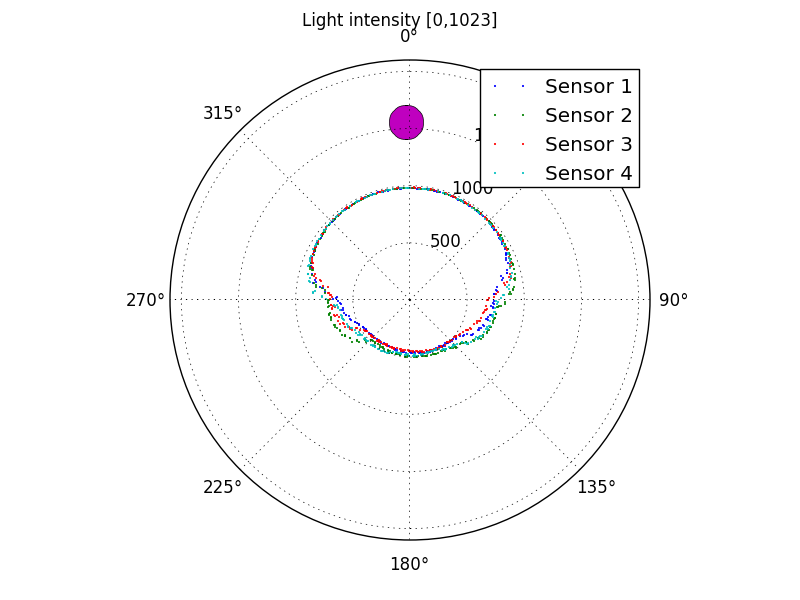 Light intensity [0,1023]
0°
315°
Sensor 1
Sensor 2
Sensor 3
Sensor 4
1000
500
270°
90°
225°
135°
180°